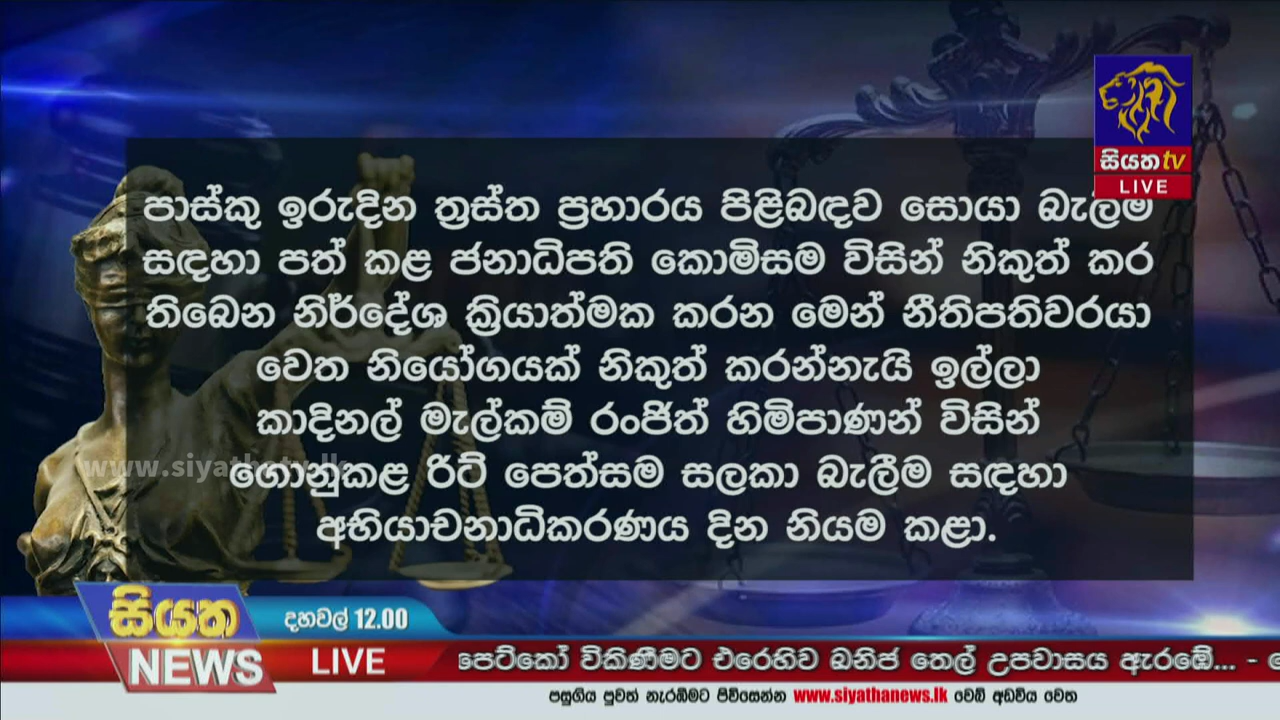 සියත tv
LIVE
පාස්කු ඉරුදින ත්‍රස්ත ප්‍රහාරය පිළිබඳව සොයා බැලීම
සඳහා පත් කළ ජනාධිපති කොමිසම විසින් නිකුත් කර
තිබෙන නිර්දේශ ක්‍රියාත්මක කරන මෙන් නීතිපතිවරයා
වෙත නියෝගයක් නිකුත් කරන්නැයි ඉල්ලා
කාදිනල් මැල්කම් රංජිත් හිමිපාණන් විසින්
ගොනුකළ රිට් පෙත්සම සලකා බැලීම සඳහා
අභියාචනාධිකරණය දින නියම කළා.
www.siyathatv.lk
සියත
NEWS
දහවල් 12.00
LIVE
පෙට්කෝ විකිණීමට එරෙහිව ඛනිජ තෙල් උපවාසය ඇරඹේ... -
පසුගිය පුවත් නැරඹීමට පිවිසෙන්න www.siyathanews.lk වෙබ් අඩවිය වෙත